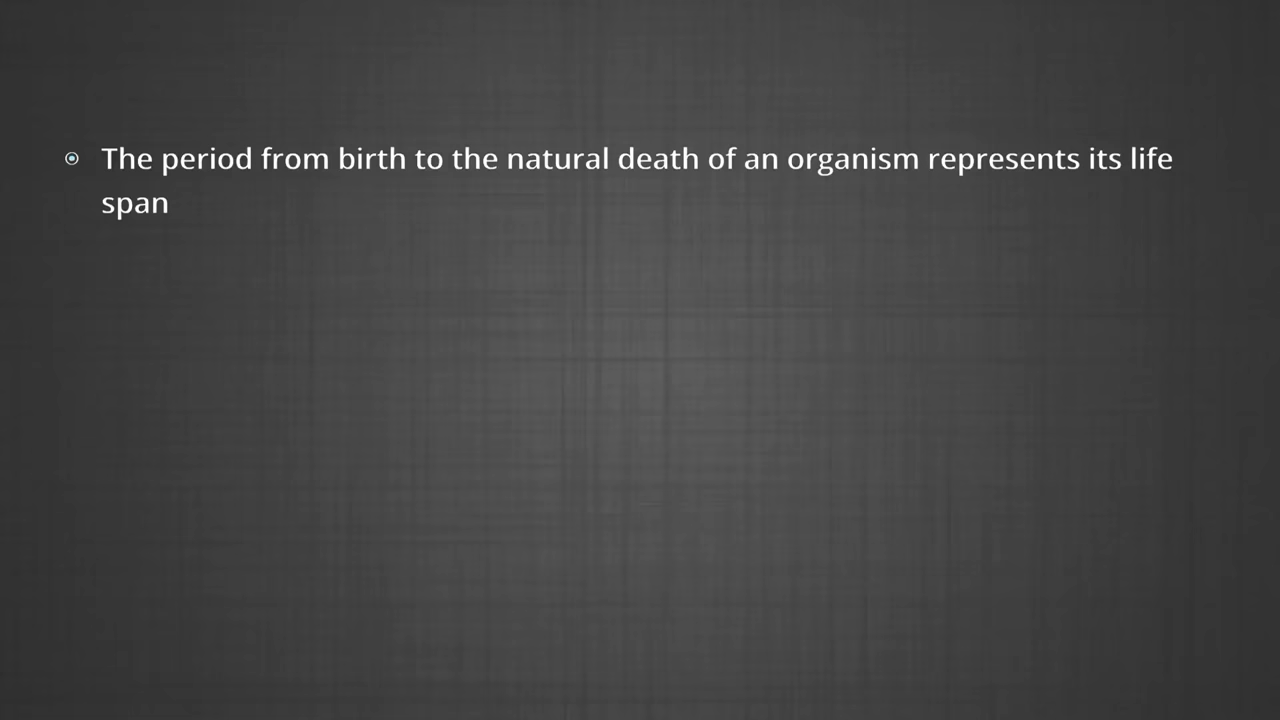 The period from birth to the natural death of an organism represents its life
span